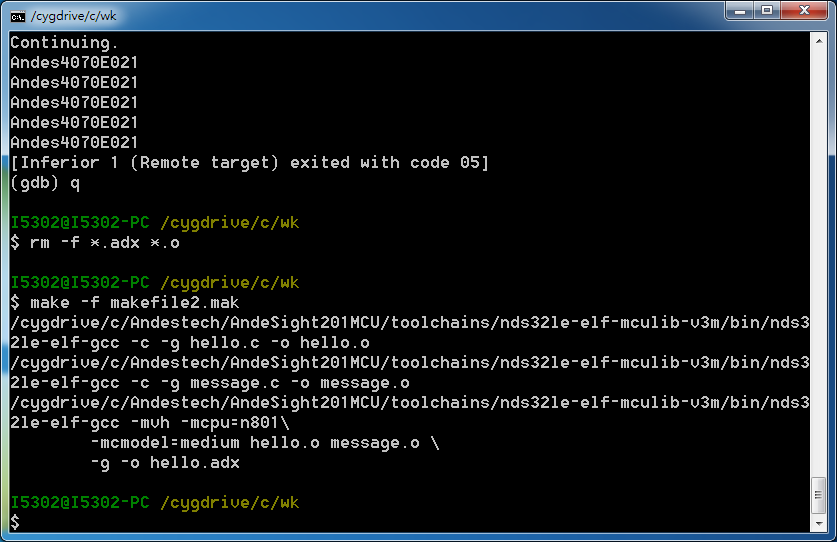 /cygdrive/c/wk
Continuing.
Andes4070E021
Andes4070E021
Andes4070E021
Andes4070E021
Andes4070E021
[Inferior 1 (Remote target) exited with code 05]
(gdb) q
I5302@I5302-PC /cygdrive/c/wk
$ rm -f *.adx *.o
I5302@I5302-PC /cygdrive/c/wk
$ make -f makefile2.mak
/cygdrive/c/Andestech/AndeSight201MCU/toolchains/nds32le-elf-mculib-v3m/bin/nds3
2le-elf-gcc -c -g hello.c -o hello.o
/cygdrive/c/Andestech/AndeSight201MCU/toolchains/nds32le-elf-mculib-v3m/bin/nds3
2le-elf-gcc -c -g message.c -o message.o
/cygdrive/c/Andestech/AndeSight201MCU/toolchains/nds32le-elf-mculib-v3m/bin/nds3
2le-elf-gcc -mvh -mcpu=n801\
        -mcmodel=medium hello.o message.o \
        -g -o hello.adx
I5302@I5302-PC /cygdrive/c/wk
$